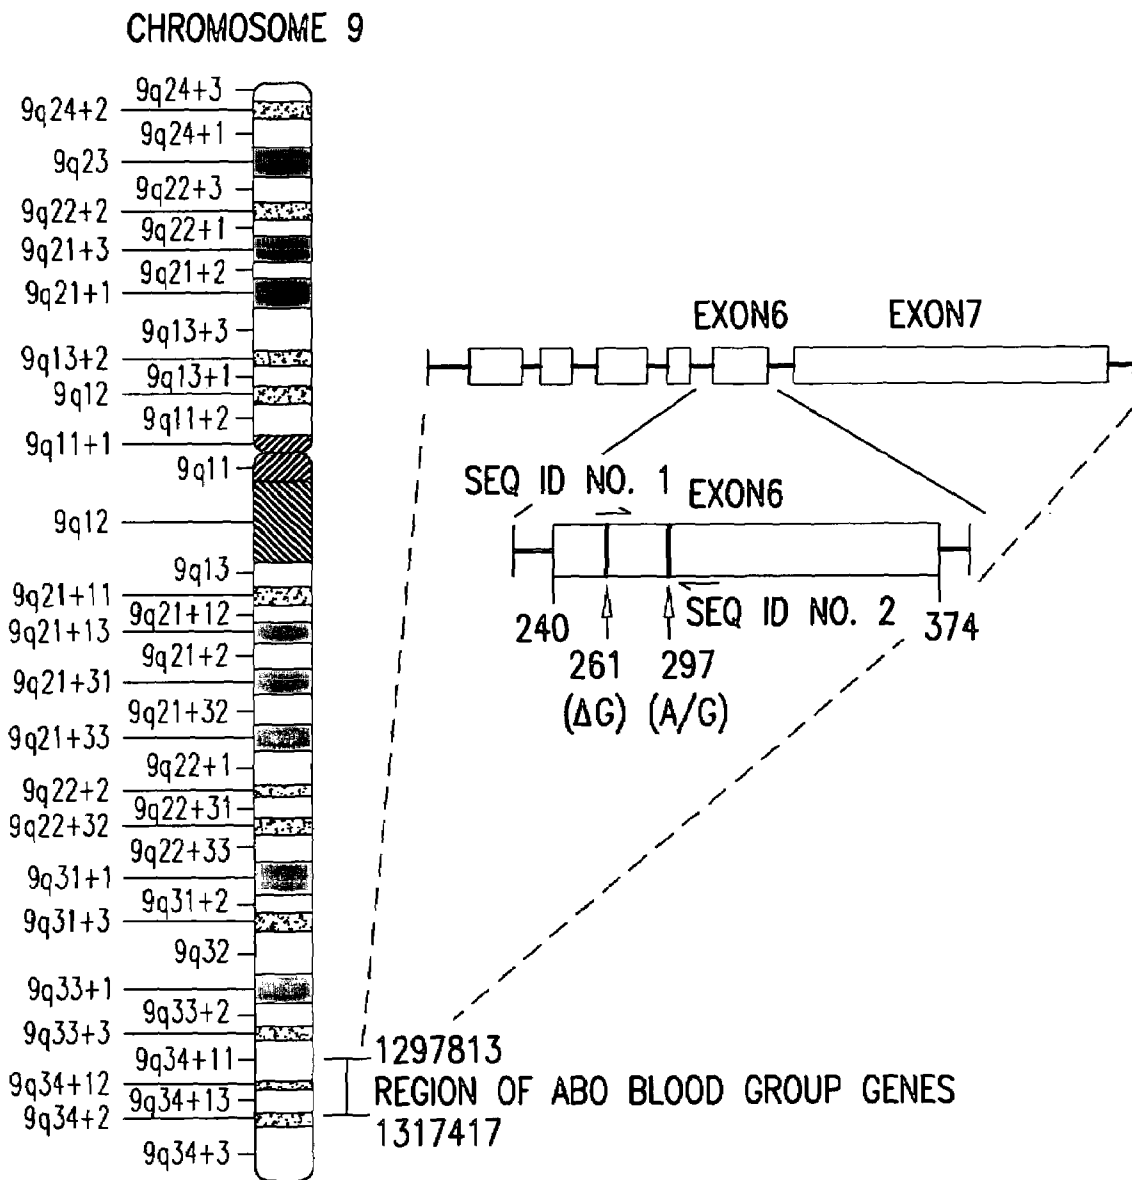 CHROMOSOME 9
9q24+3
9q24+2
9q24+1
9q23
9q22+3
9q22+2
9q22+1
9q21+3
9q21+2
9q21+1
9q13+3
9q13+2
9q13+1
9q12
9q11+2
9q11+1
9q11
9q12
9q13
9q21+11
9q21+12
9q21+13
9q21+2
9q21+31
9q21+32
9q21+33
9q22+1
9q22+2
9q22+31
9q22+32
9q22+33
9q31+1
9q31+2
9q31+3
9q32
9q33+1
9q33+2
9q33+3
9q34+11
9q34+12
9q34+13
9q34+2
9q34+3
EXON6 EXON7
SEQ ID NO. 1
EXON6
SEQ ID NO. 2
240 374
261 297
(ΔG) (A/G)
1297813
REGION OF ABO BLOOD GROUP GENES
1317417